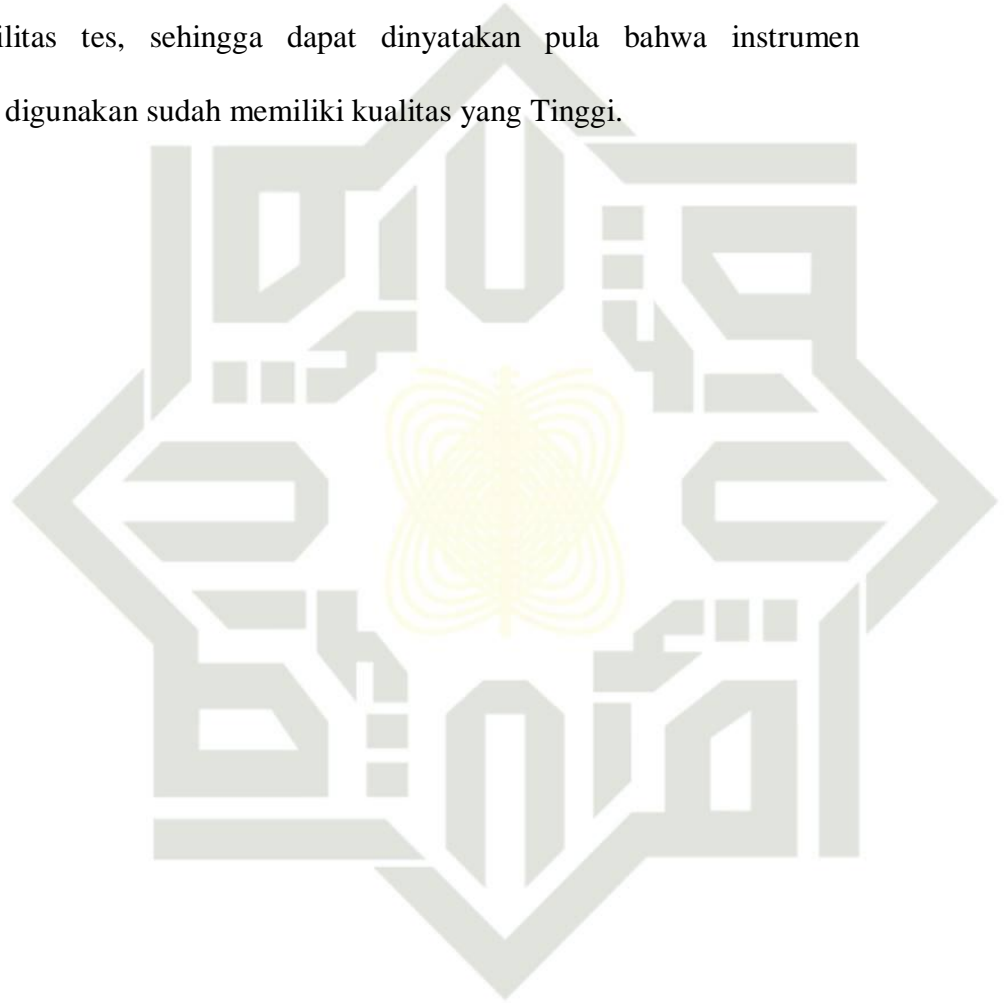 ilitas tes, sehingga dapat dinyatakan pula bahwa instrumen
digunakan sudah memiliki kualitas yang Tinggi.